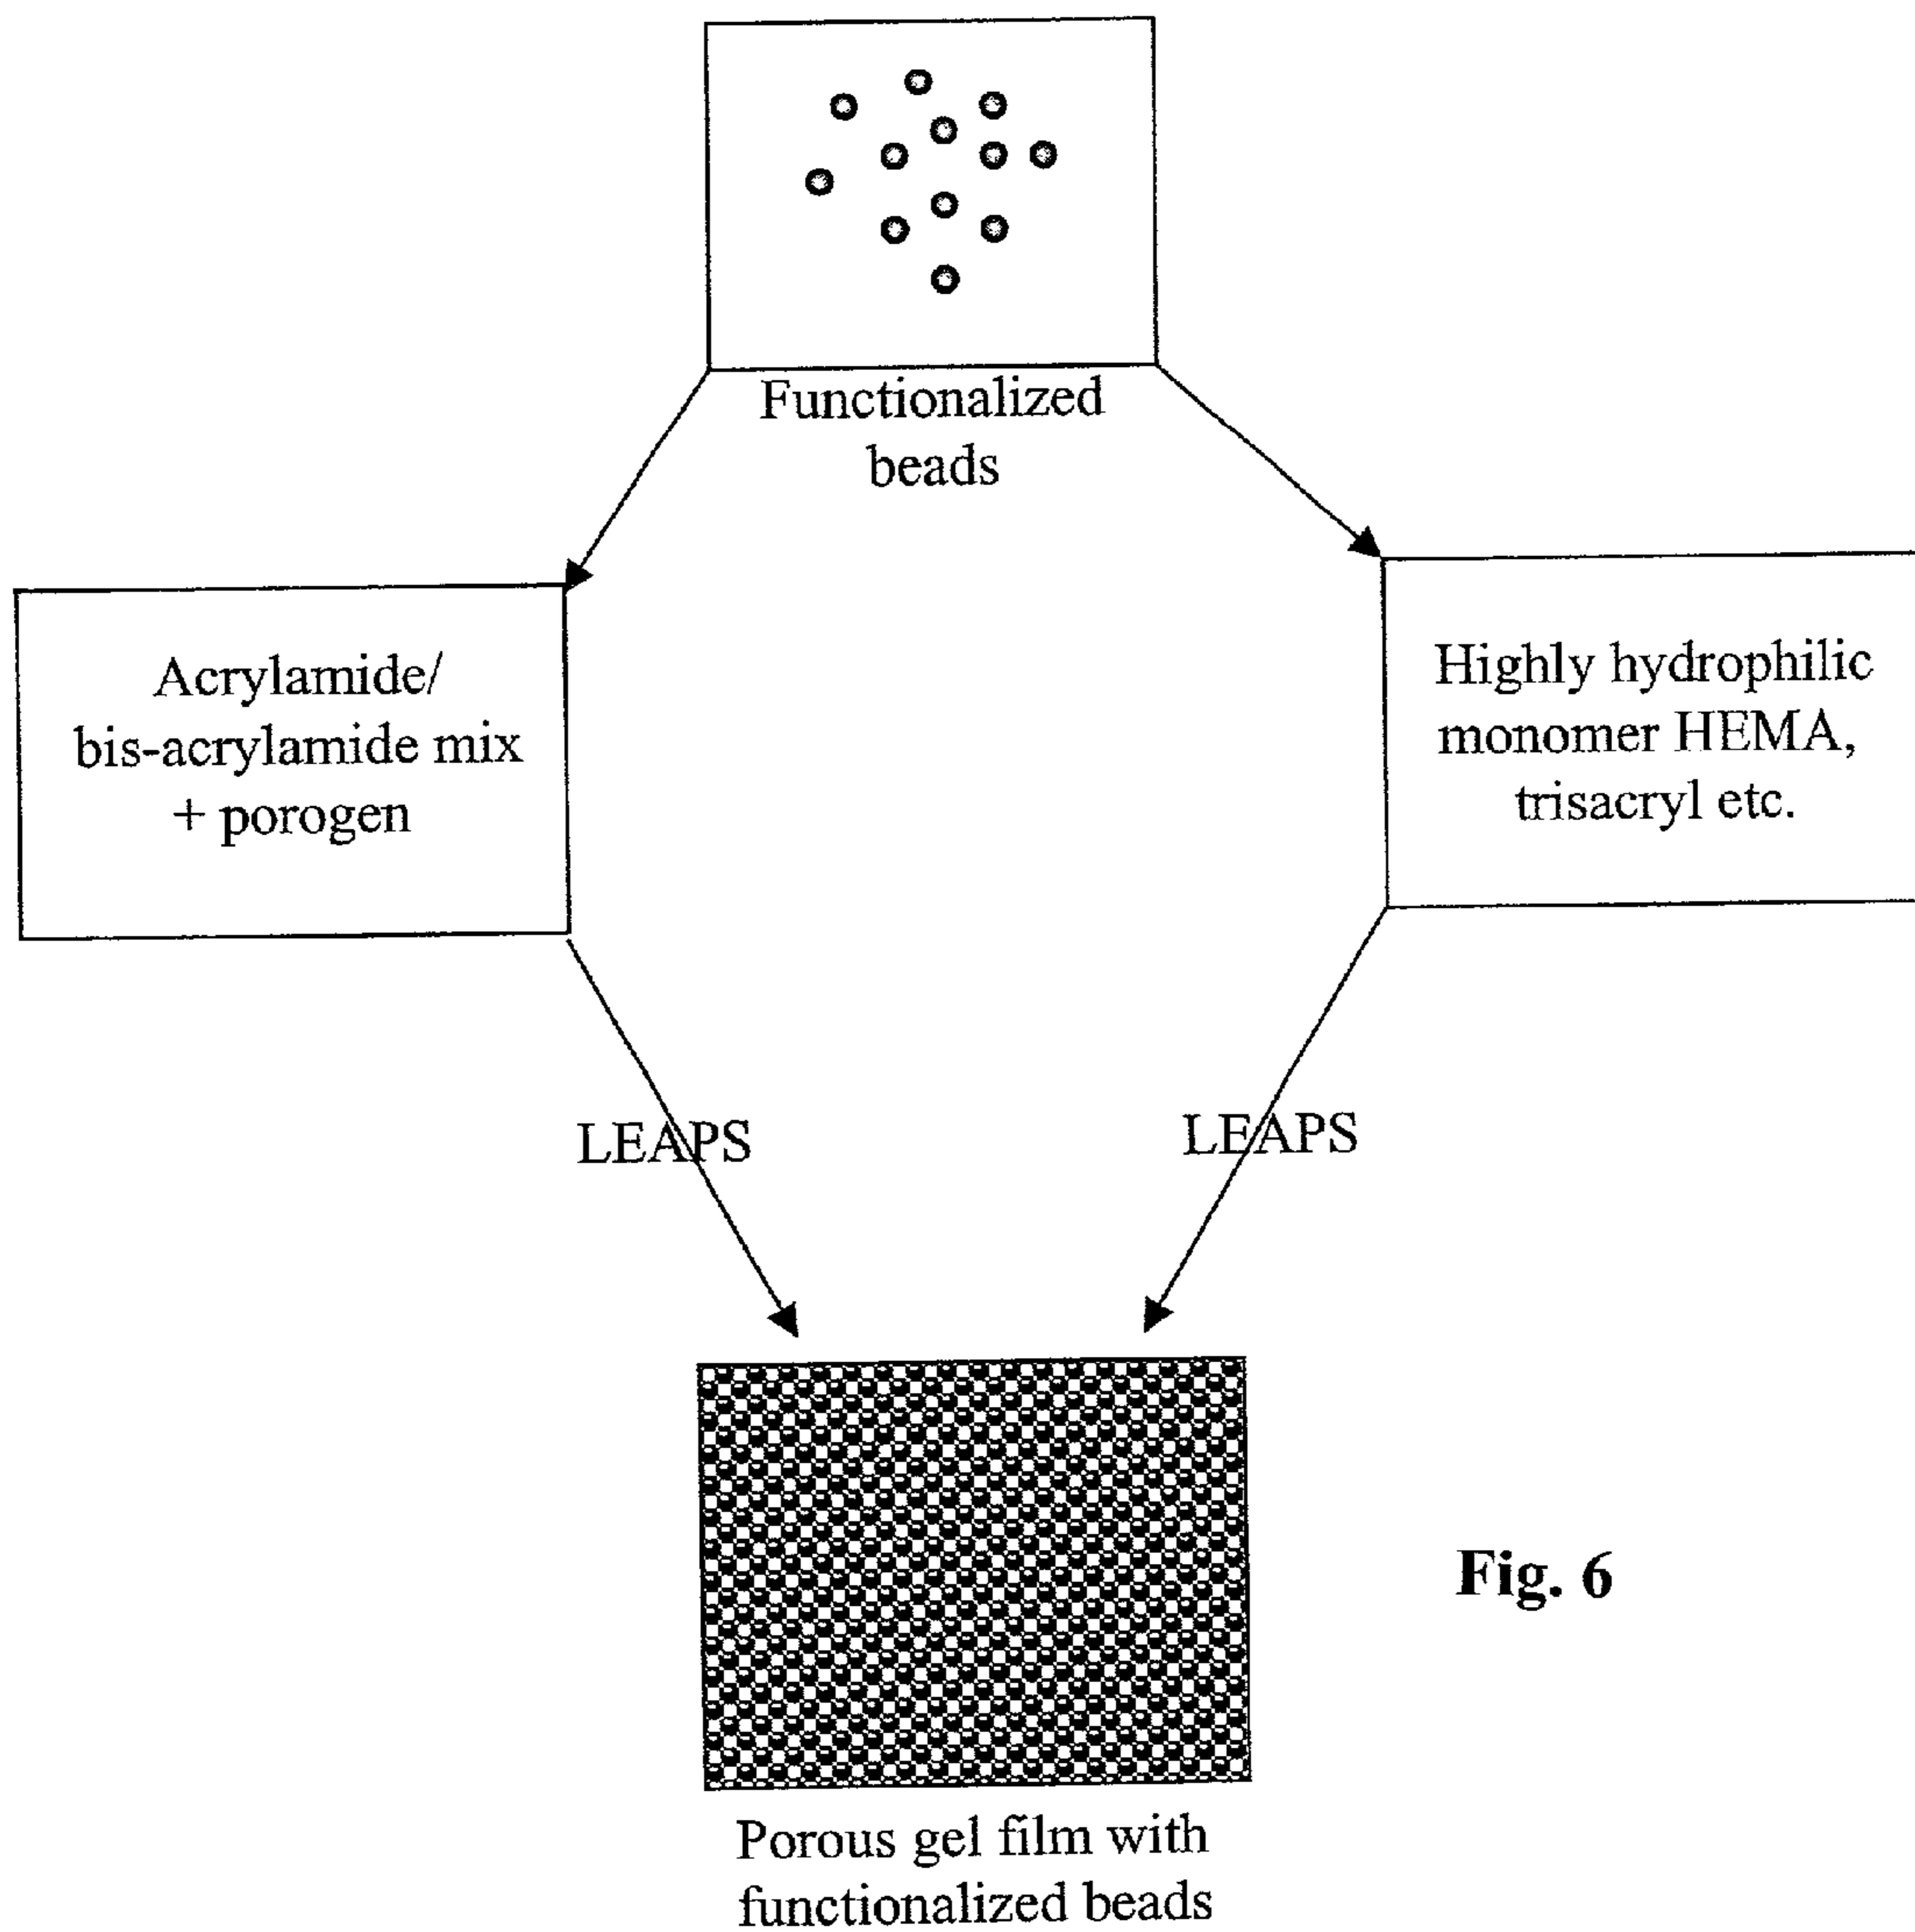 Functionalized
beads
Acrylamide/
bis-acrylamide mix
+ porogen
Highly hydrophilic
monomer HEMA,
trisacryl etc.
LEAPS
LEAPS
Fig. 6
Porous gel film with
functionalized beads